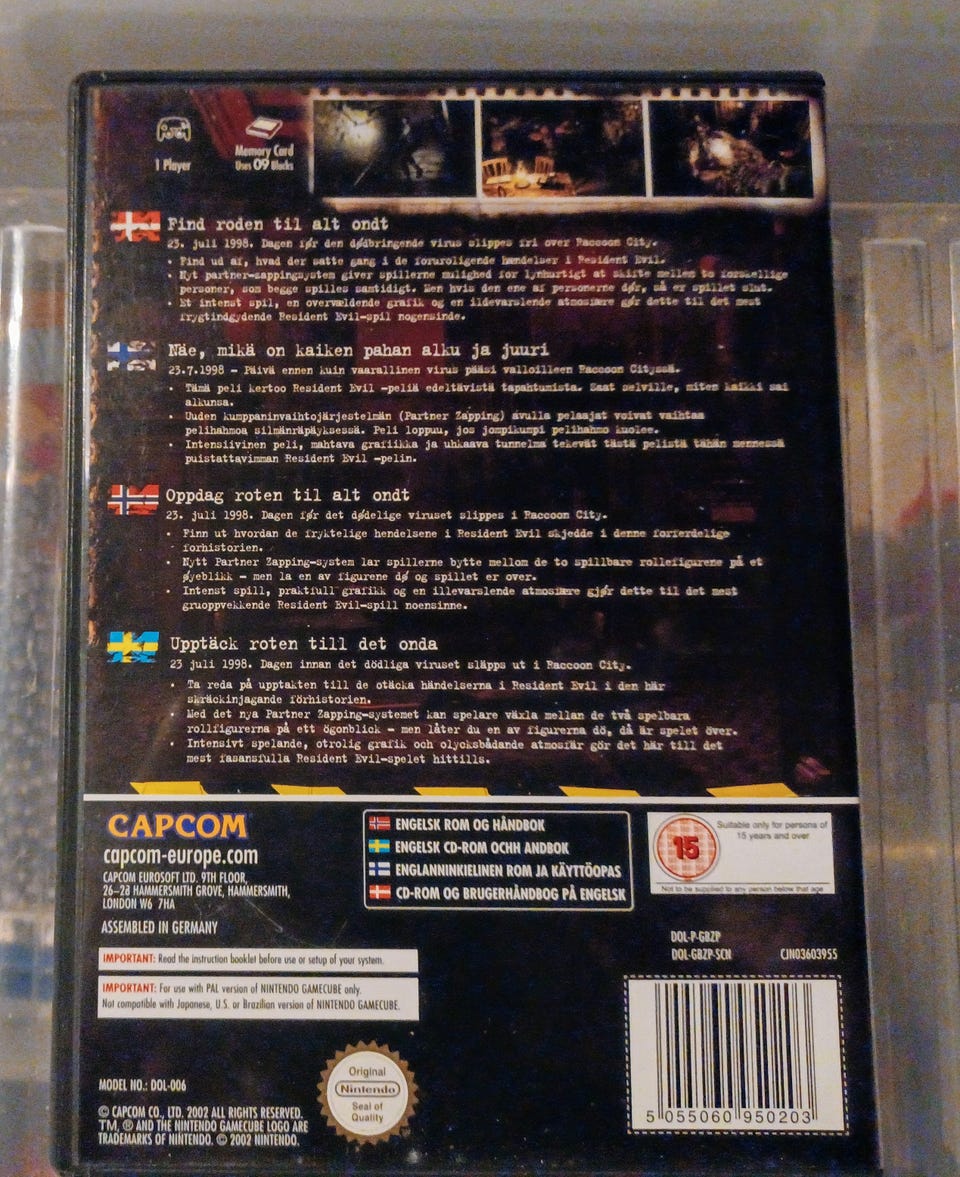 1 Player
Memory Card
Uses 09 Blocks
Find roden til alt ondt
23. juli 1998. Dagen før den dødbringende virus slippes fri over Raccoon City.
• Find ud af, hvad der satte gang i de foruroligende hændelser i Resident Evil.
• Nyt partner-zappingsystem giver spillerne mulighed for lynhurtigt at skifte mellem to forskellige
personer, som begge spilles samtidigt. Men hvis den ene af personerne dør, så er spillet slut.
• Et intenst spil, en overvældende grafik og en ildevarslende atmosfære gør dette til det mest
frygtindgydende Resident Evil-spil nogensinde.
Näe, mikä on kaiken pahan alku ja juuri
23.7.1998 - Päivä ennen kuin vaarallinen virus pääsi valloilleen Raccoon Cityssä.
• Tämä peli kertoo Resident Evil -peliä edeltävistä tapahtumista. Saat selville, miten kaikki sai
alkunsa.
• Uuden kumppaninvaihtojärjestelmän (Partner Zapping) avulla pelaajat voivat vaihtaa
pelihahmoa silmänräpäyksessä. Peli loppuu, jos jompikumpi pelihahmo kuolee.
• Intensiivinen peli, mahtava grafiikka ja uhkaava tunnelma tekevät tästä pelistä tähän mennessä
puistattavimman Resident Evil -pelin.
Oppdag roten til alt ondt
23. juli 1998. Dagen før det dødelige viruset slippes i Raccoon City.
• Finn ut hvordan de fryktelige hendelsene i Resident Evil skjedde i denne forferdelige
forhistorien.
• Nytt Partner Zapping-system lar spillerne bytte mellom de to spillbare rollefigurene på et
øyeblikk - men la en av figurene dø og spillet er over.
• Intenst spill, praktfull grafikk og en illevarslende atmosfære gjør dette til det mest
gruoppvekkende Resident Evil-spill noensinne.
Upptäck roten till det onda
23 juli 1998. Dagen innan det dödliga viruset släpps ut i Raccoon City.
• Ta reda på upptakten till de otäcka händelserna i Resident Evil i den här
skräckinjagande förhistorien.
• Med det nya Partner Zapping-systemet kan spelare växla mellan de två spelbara
rollfigurerna på ett ögonblick - men låter du en av figurerna dö, då är spelet över.
• Intensivt spelande, otrolig grafik och olycksbådande atmosfär gör det här till det
mest fasansfulla Resident Evil-spelet hittills.
CAPCOM
capcom-europe.com
CAPCOM EUROSOFT LTD. 9TH FLOOR,
26-28 HAMMERSMITH GROVE, HAMMERSMITH,
LONDON W6 7HA
ASSEMBLED IN GERMANY
ENGELSK ROM OG HÅNDBOK
ENGELSK CD-ROM OCHH ANDBOK
ENGLANNINKIELINEN ROM JA KÄYTTÖOPAS
CD-ROM OG BRUGERHÅNDBOG PÅ ENGELSK
15
Suitable only for persons of
15 years and over
Not to be supplied to any person below that age
DOL-P-GBZP
DOL-GBZP-SCN CJN03603955
IMPORTANT: Read the instruction booklet before use or setup of your system.
IMPORTANT: For use with PAL version of NINTENDO GAMECUBE only.
Not compatible with Japanese, U.S. or Brazilian version of NINTENDO GAMECUBE.
MODEL NO.: DOL-006
© CAPCOM CO., LTD. 2002 ALL RIGHTS RESERVED.
TM, ® AND THE NINTENDO GAMECUBE LOGO ARE
TRADEMARKS OF NINTENDO. © 2002 NINTENDO.
Original
Nintendo
Seal of
Quality
5 055060 950203